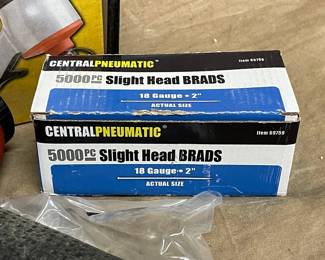 CENTRALPNEUMATIC®
Item 69759
5000PC Slight Head BRADS
18 Gauge • 2"
ACTUAL SIZE
CENTRALPNEUMATIC®
Item 69759
5000PC Slight Head BRADS
18 Gauge • 2"
ACTUAL SIZE